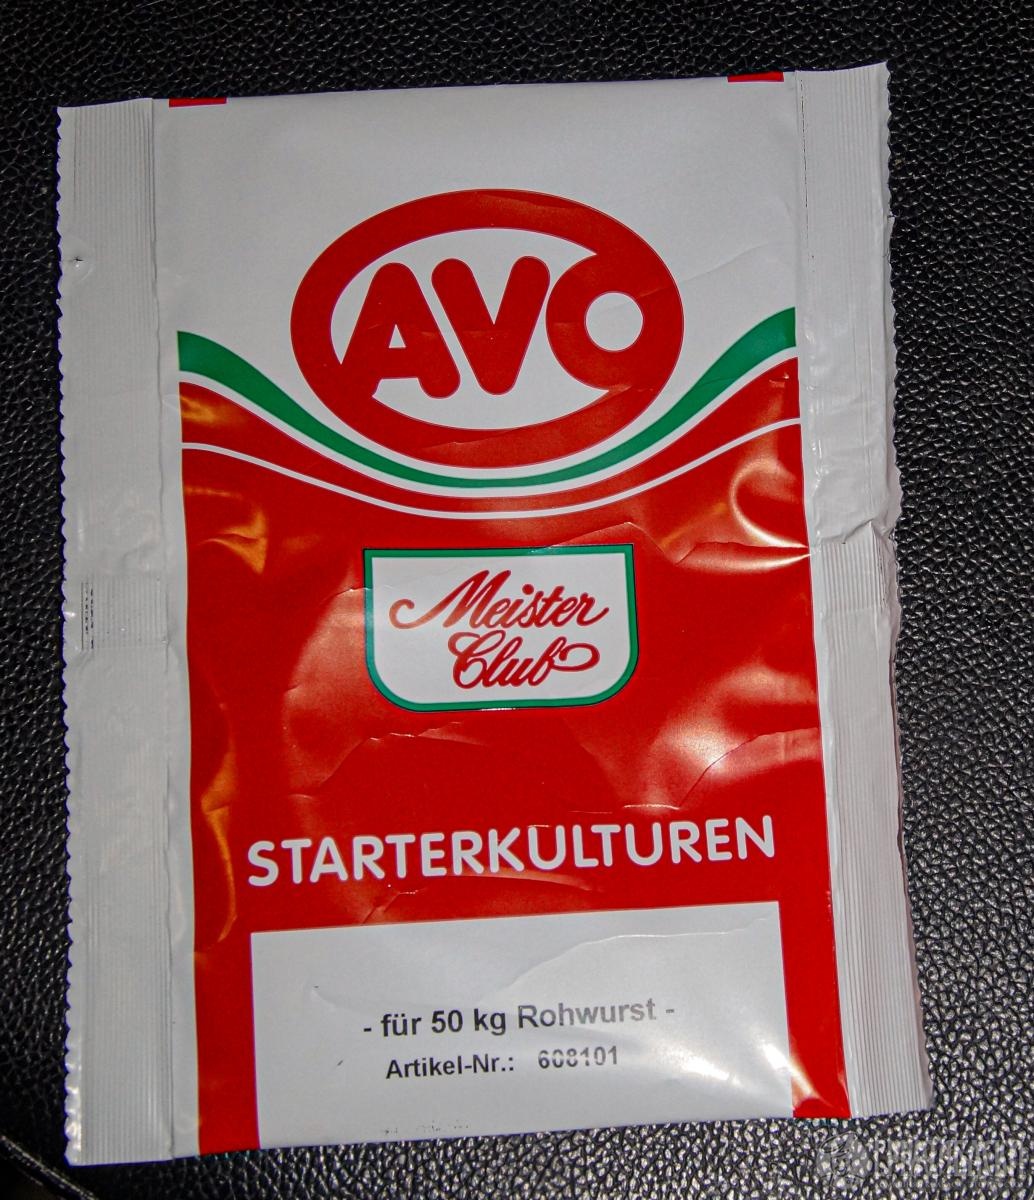 AVO
Meister
Club
STARTERKULTUREN
- für 50 kg Rohwurst -
Artikel-Nr.: 608101